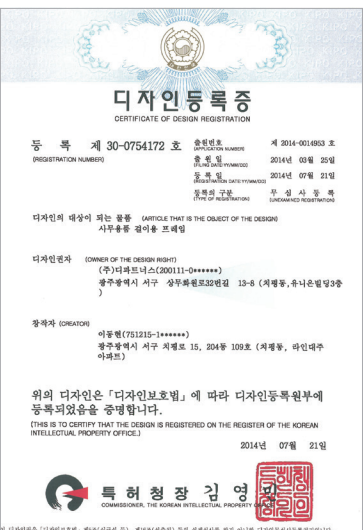 디자인등록증
CERTIFICATE OF DESIGN REGISTRATION
등 록 제 30-0754172 호
(REGISTRATION NUMBER)
출원번호 제 2014-0014953 호
(APPLICATION NUMBER)
출 원 일 2014년 03월 25일
(FILING DATE:YY/MM/DD)
등 록 일 2014년 07월 21일
(REGISTRATION DATE:YY/MM/DD)
등록의 구분 무 심 사 등 록
(TYPE OF REGISTRATION) (UNEXAMINED REGISTRATION)
디자인의 대상이 되는 물품 (ARTICLE THAT IS THE OBJECT OF THE DESIGN)
사무용품 걸이용 프레임
디자인권자 (OWNER OF THE DESIGN RIGHT)
(주)디파트너스(200111-0******)
광주광역시 서구 상무화원로32번길 13-8 (치평동,유니온빌딩3층
)
창작자 (CREATOR)
이동현(751215-1******)
광주광역시 서구 치평로 15, 204동 109호 (치평동, 라인대주
아파트)
위의 디자인은 「디자인보호법」에 따라 디자인등록원부에
등록되었음을 증명합니다.
(THIS IS TO CERTIFY THAT THE DESIGN IS REGISTERED ON THE REGISTER OF THE KOREAN
INTELLECTUAL PROPERTY OFFICE.)
2014년 07월 21일
특 허 청 장 김 영 민
COMMISSIONER, THE KOREAN INTELLECTUAL PROPERTY